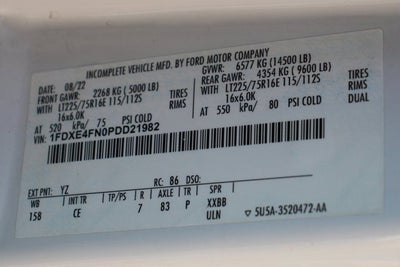 INCOMPLETE VEHICLE MFD. BY FORD MOTOR COMPANY
DATE: 08/22 GVWR: 6577 KG (14500 LB)
FRONT GAWR: 2268 KG (5000 LB) REAR GAWR: 4354 KG (9600 LB)
WITH LT225/75R16E 115/112S TIRES WITH LT225/75R16E 115/112S TIRES
16x6.0K RIMS 16x6.0K RIMS
AT 520 kPa/ 75 PSI COLD AT 550 kPa/ 80 PSI COLD DUAL
VIN: 1FDXE4FN0PDD21982
EXT PNT: YZ RC: 86 DSO:
WB INT TR TP/PS R AXLE TR SPR
158 CE 7 83 P XXBB
ULN 5U5A-3520472-AA